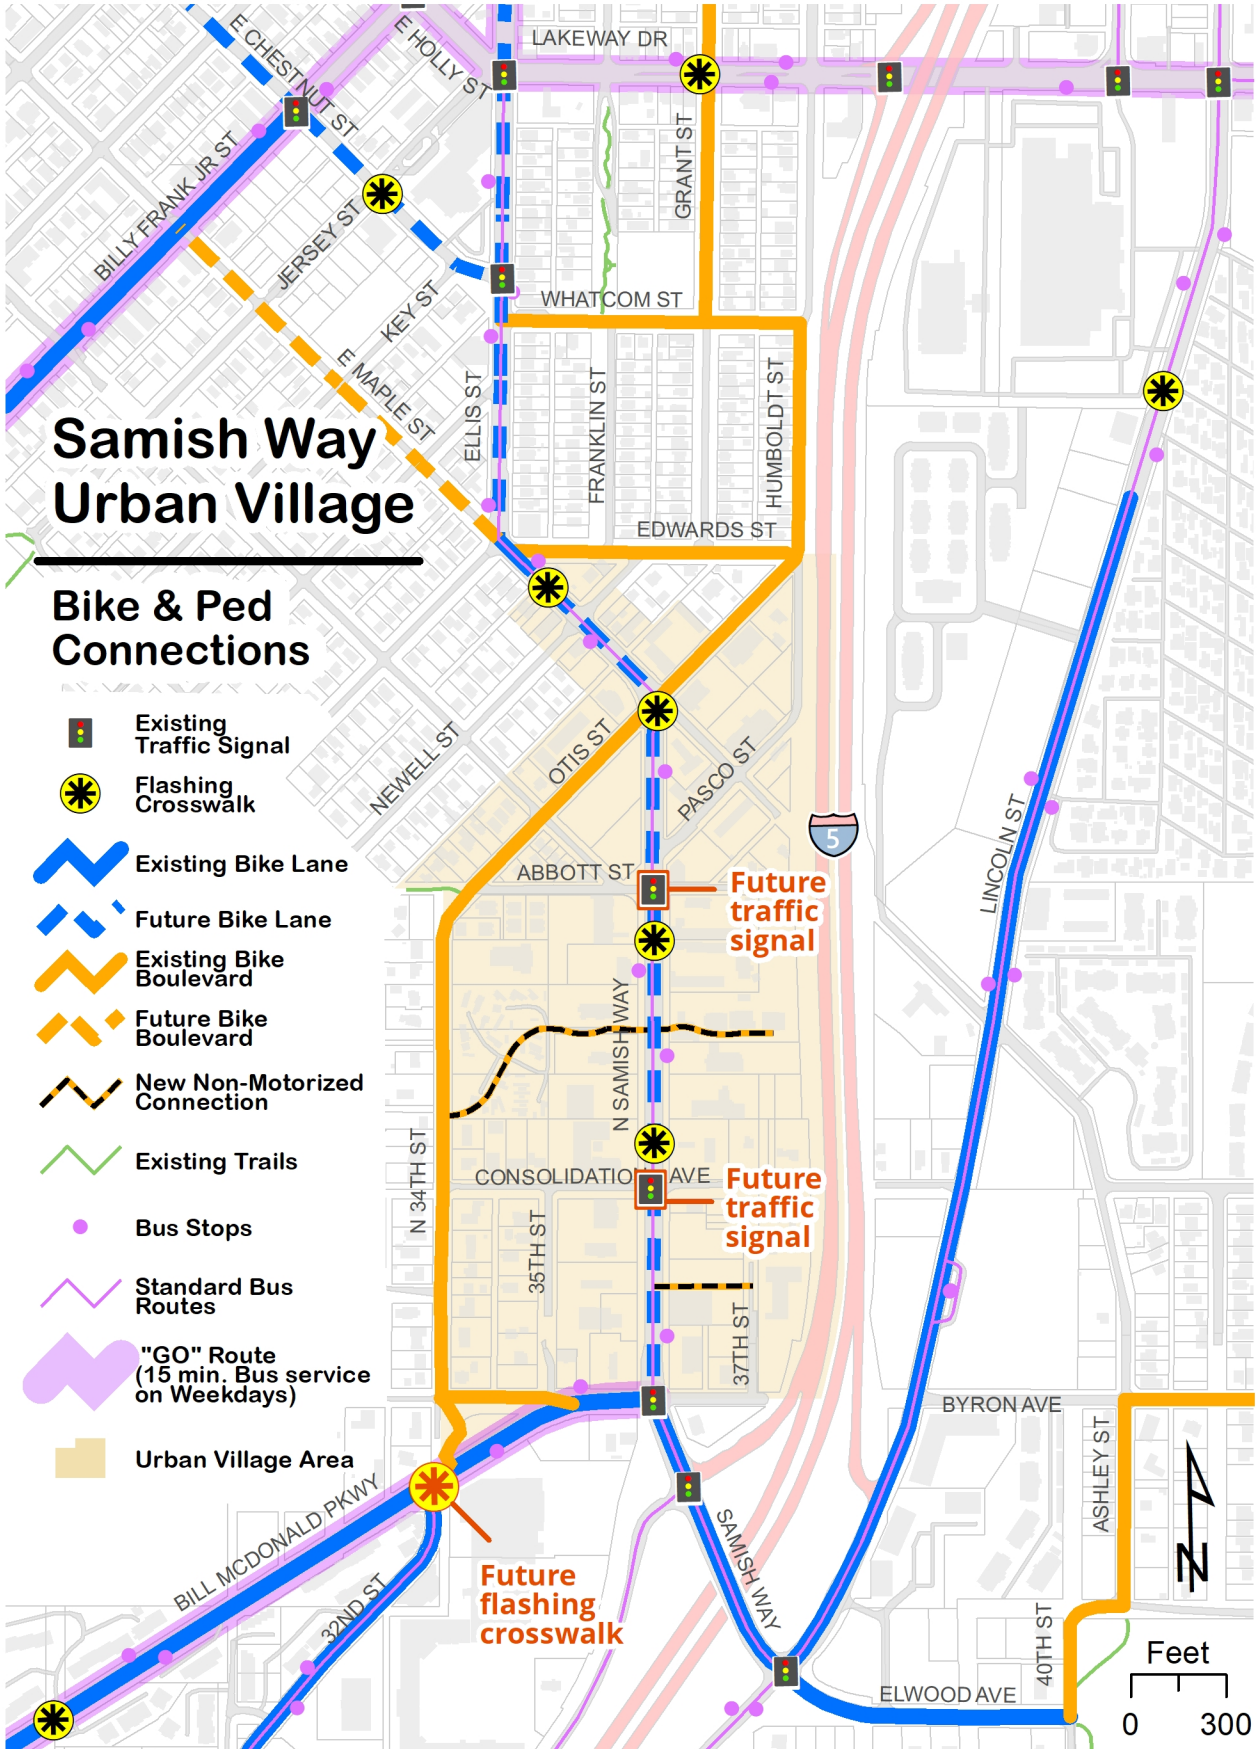 LAKEWAY DR
E HOLLY ST
E CHESTNUT ST
BILLY FRANK JR ST
JERSEY ST
KEY ST
GRANT ST
WHATCOM ST
E MAPLE ST
ELLIS ST
FRANKLIN ST
HUMBOLDT ST
EDWARDS ST
Samish Way
Urban Village
Bike & Ped
Connections
Existing
Traffic Signal
Flashing
Crosswalk
Existing Bike Lane
Future Bike Lane
Existing Bike
Boulevard
Future Bike
Boulevard
New Non-Motorized
Connection
Existing Trails
Bus Stops
Standard Bus
Routes
"GO" Route
(15 min. Bus service
on Weekdays)
Urban Village Area
NEWELL ST
OTIS ST
PASCO ST
5
ABBOTT ST
Future
traffic
signal
LINCOLN ST
N SAMISH WAY
N 34TH ST
CONSOLIDATION AVE
Future
traffic
signal
35TH ST
37TH ST
BYRON AVE
ASHLEY ST
BILL MCDONALD PKWY
32ND ST
SAMISH WAY
Future
flashing
crosswalk
40TH ST
ELWOOD AVE
N
Feet
0 300